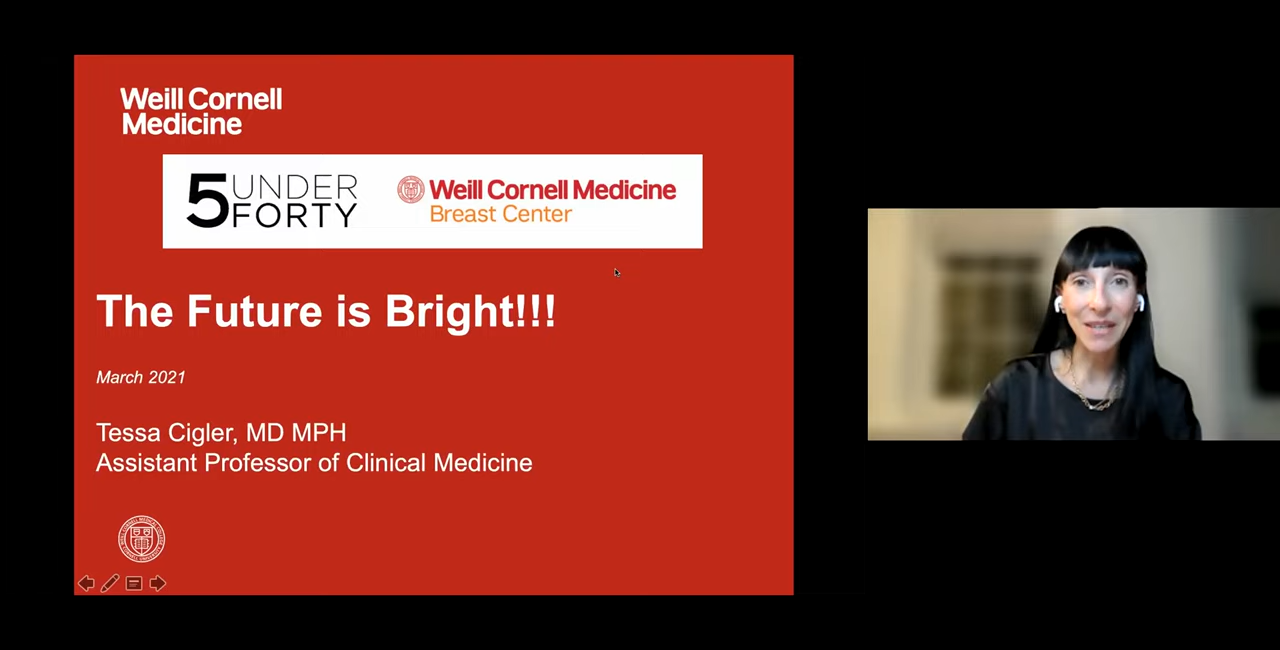 Weill Cornell
Medicine
5 UNDER
FORTY
Weill Cornell Medicine
Breast Center
The Future is Bright!!!
March 2021
Tessa Cigler, MD MPH
Assistant Professor of Clinical Medicine